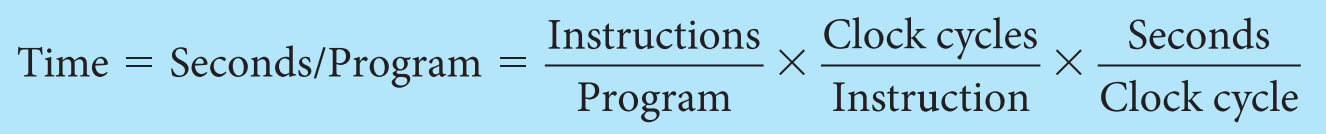 Time = Seconds/Program = Instructions/Program × Clock cycles/Instruction × Seconds/Clock cycle